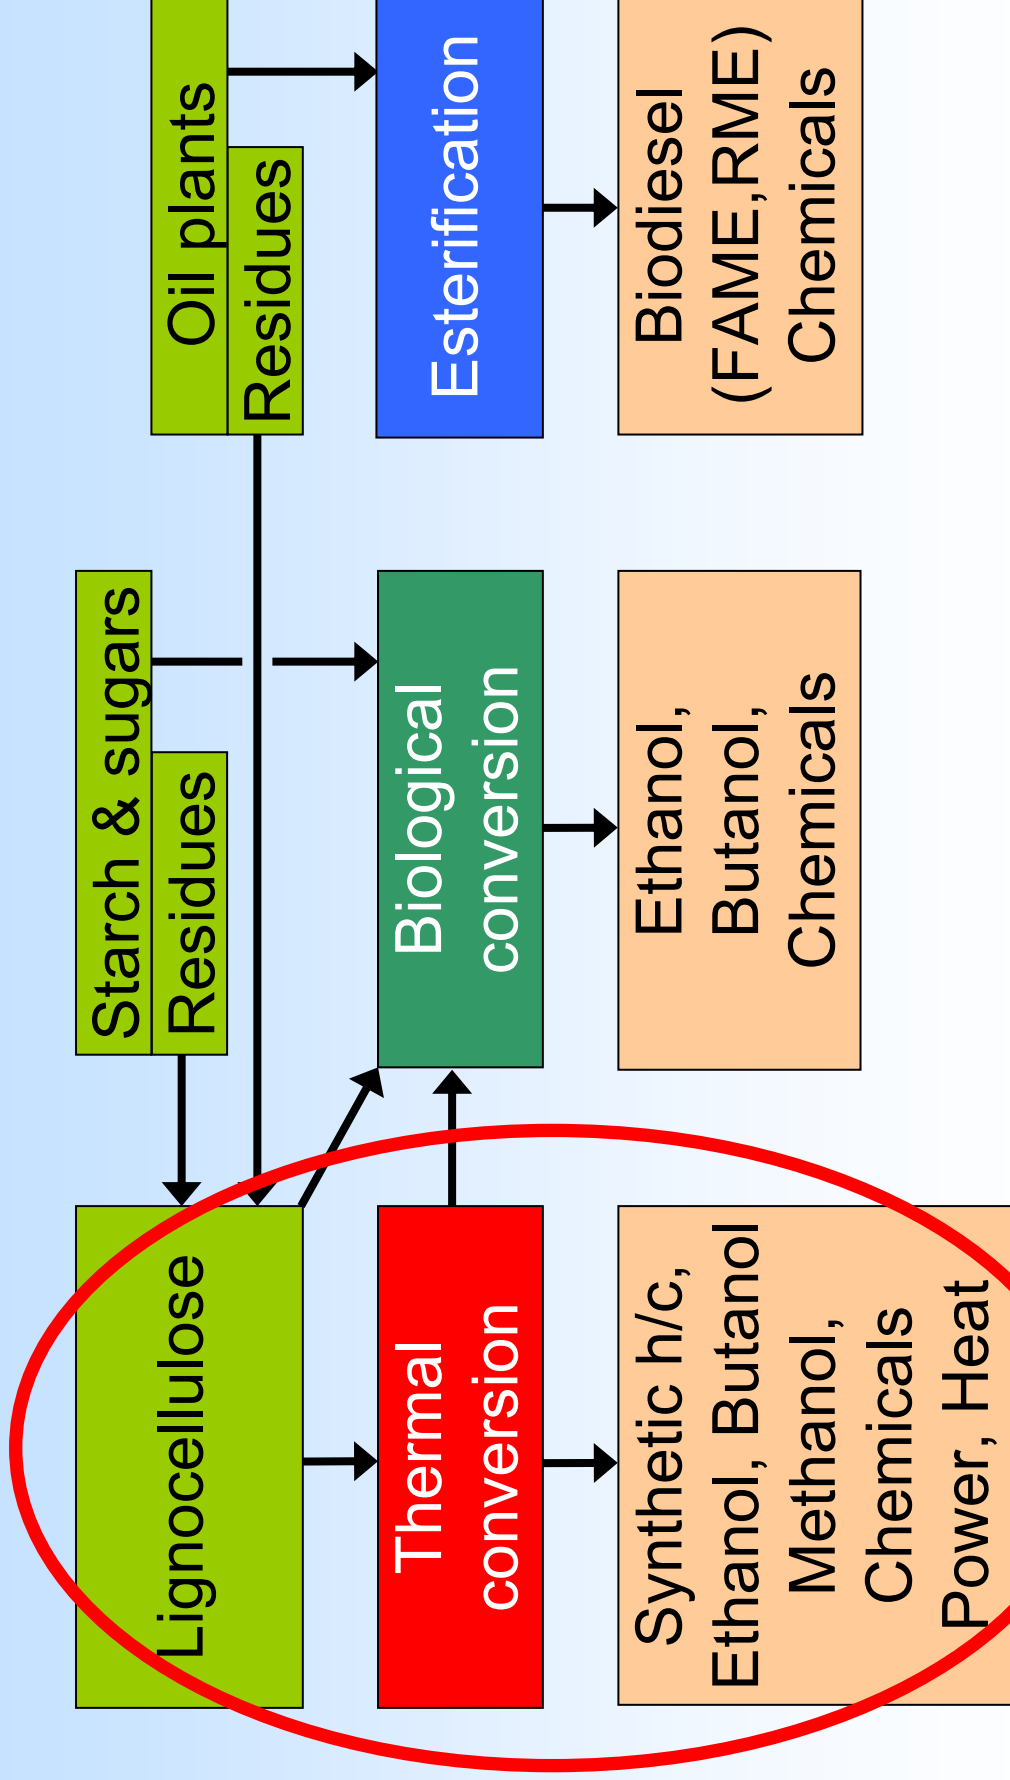 Lignocellulose
Starch & sugars
Residues
Oil plants
Residues
Thermal
conversion
Biological
conversion
Esterification
Synthetic h/c,
Ethanol, Butanol
Methanol,
Chemicals
Power, Heat
Ethanol,
Butanol,
Chemicals
Biodiesel
(FAME,RME)
Chemicals